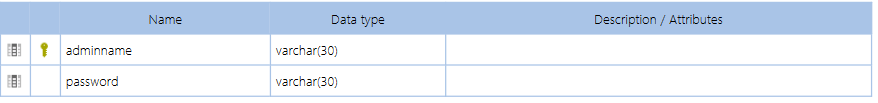 Name Data type Description / Attributes
adminname varchar(30)
password varchar(30)